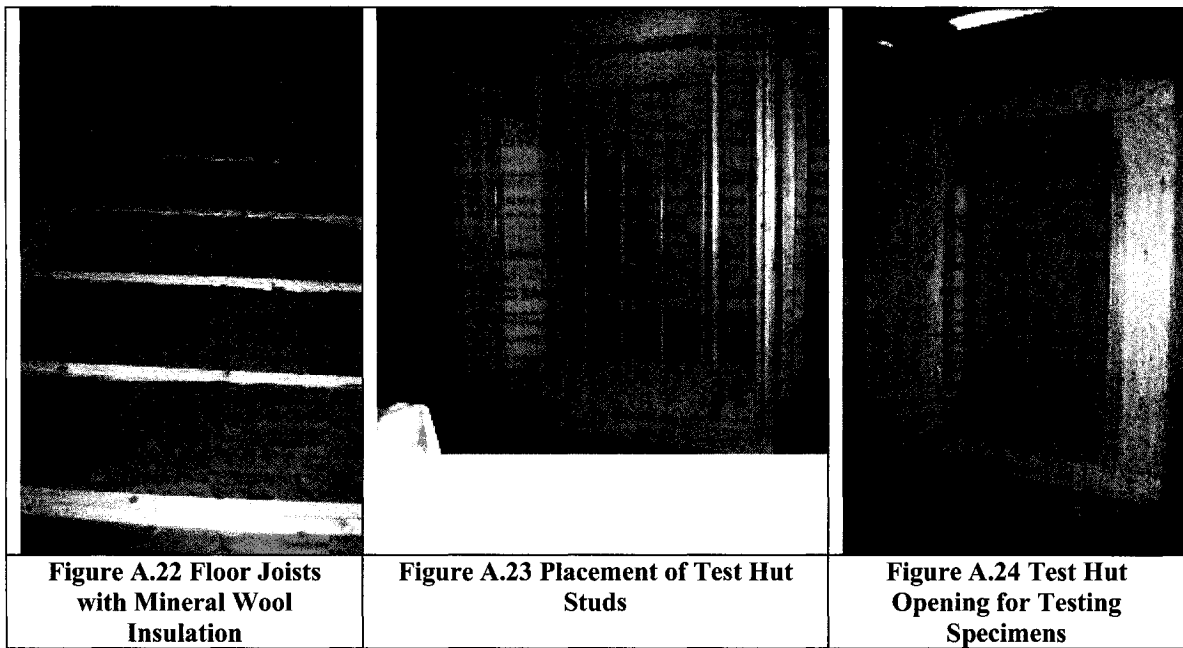 Figure A.22 Floor Joists
with Mineral Wool
Insulation
Figure A.23 Placement of Test Hut
Studs
Figure A.24 Test Hut
Opening for Testing
Specimens